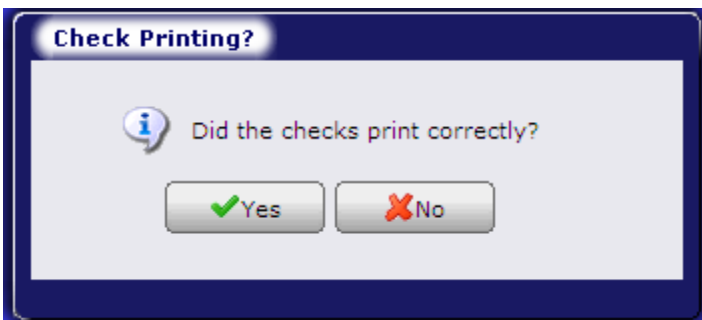 Check Printing?
Did the checks print correctly?
Yes
No